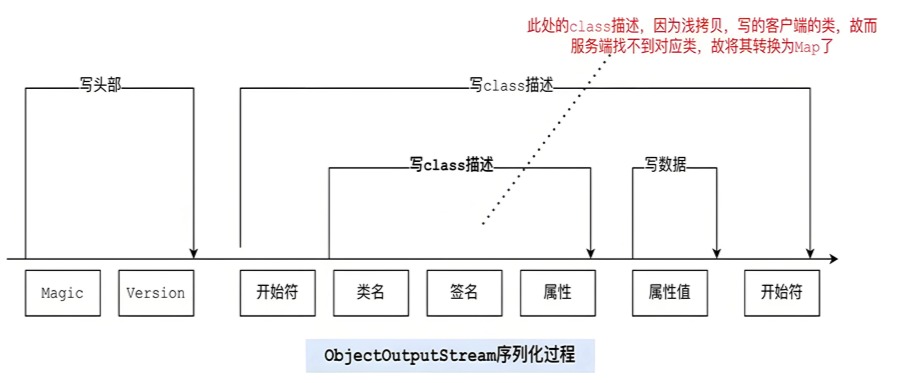 此处的class描述，因为浅拷贝，写的客户端的类，故而
服务端找不到对应类，故将其转换为Map了
写头部
写class描述
写class描述
写数据
Magic
Version
开始符
类名
签名
属性
属性值
开始符
ObjectOutputStream序列化过程